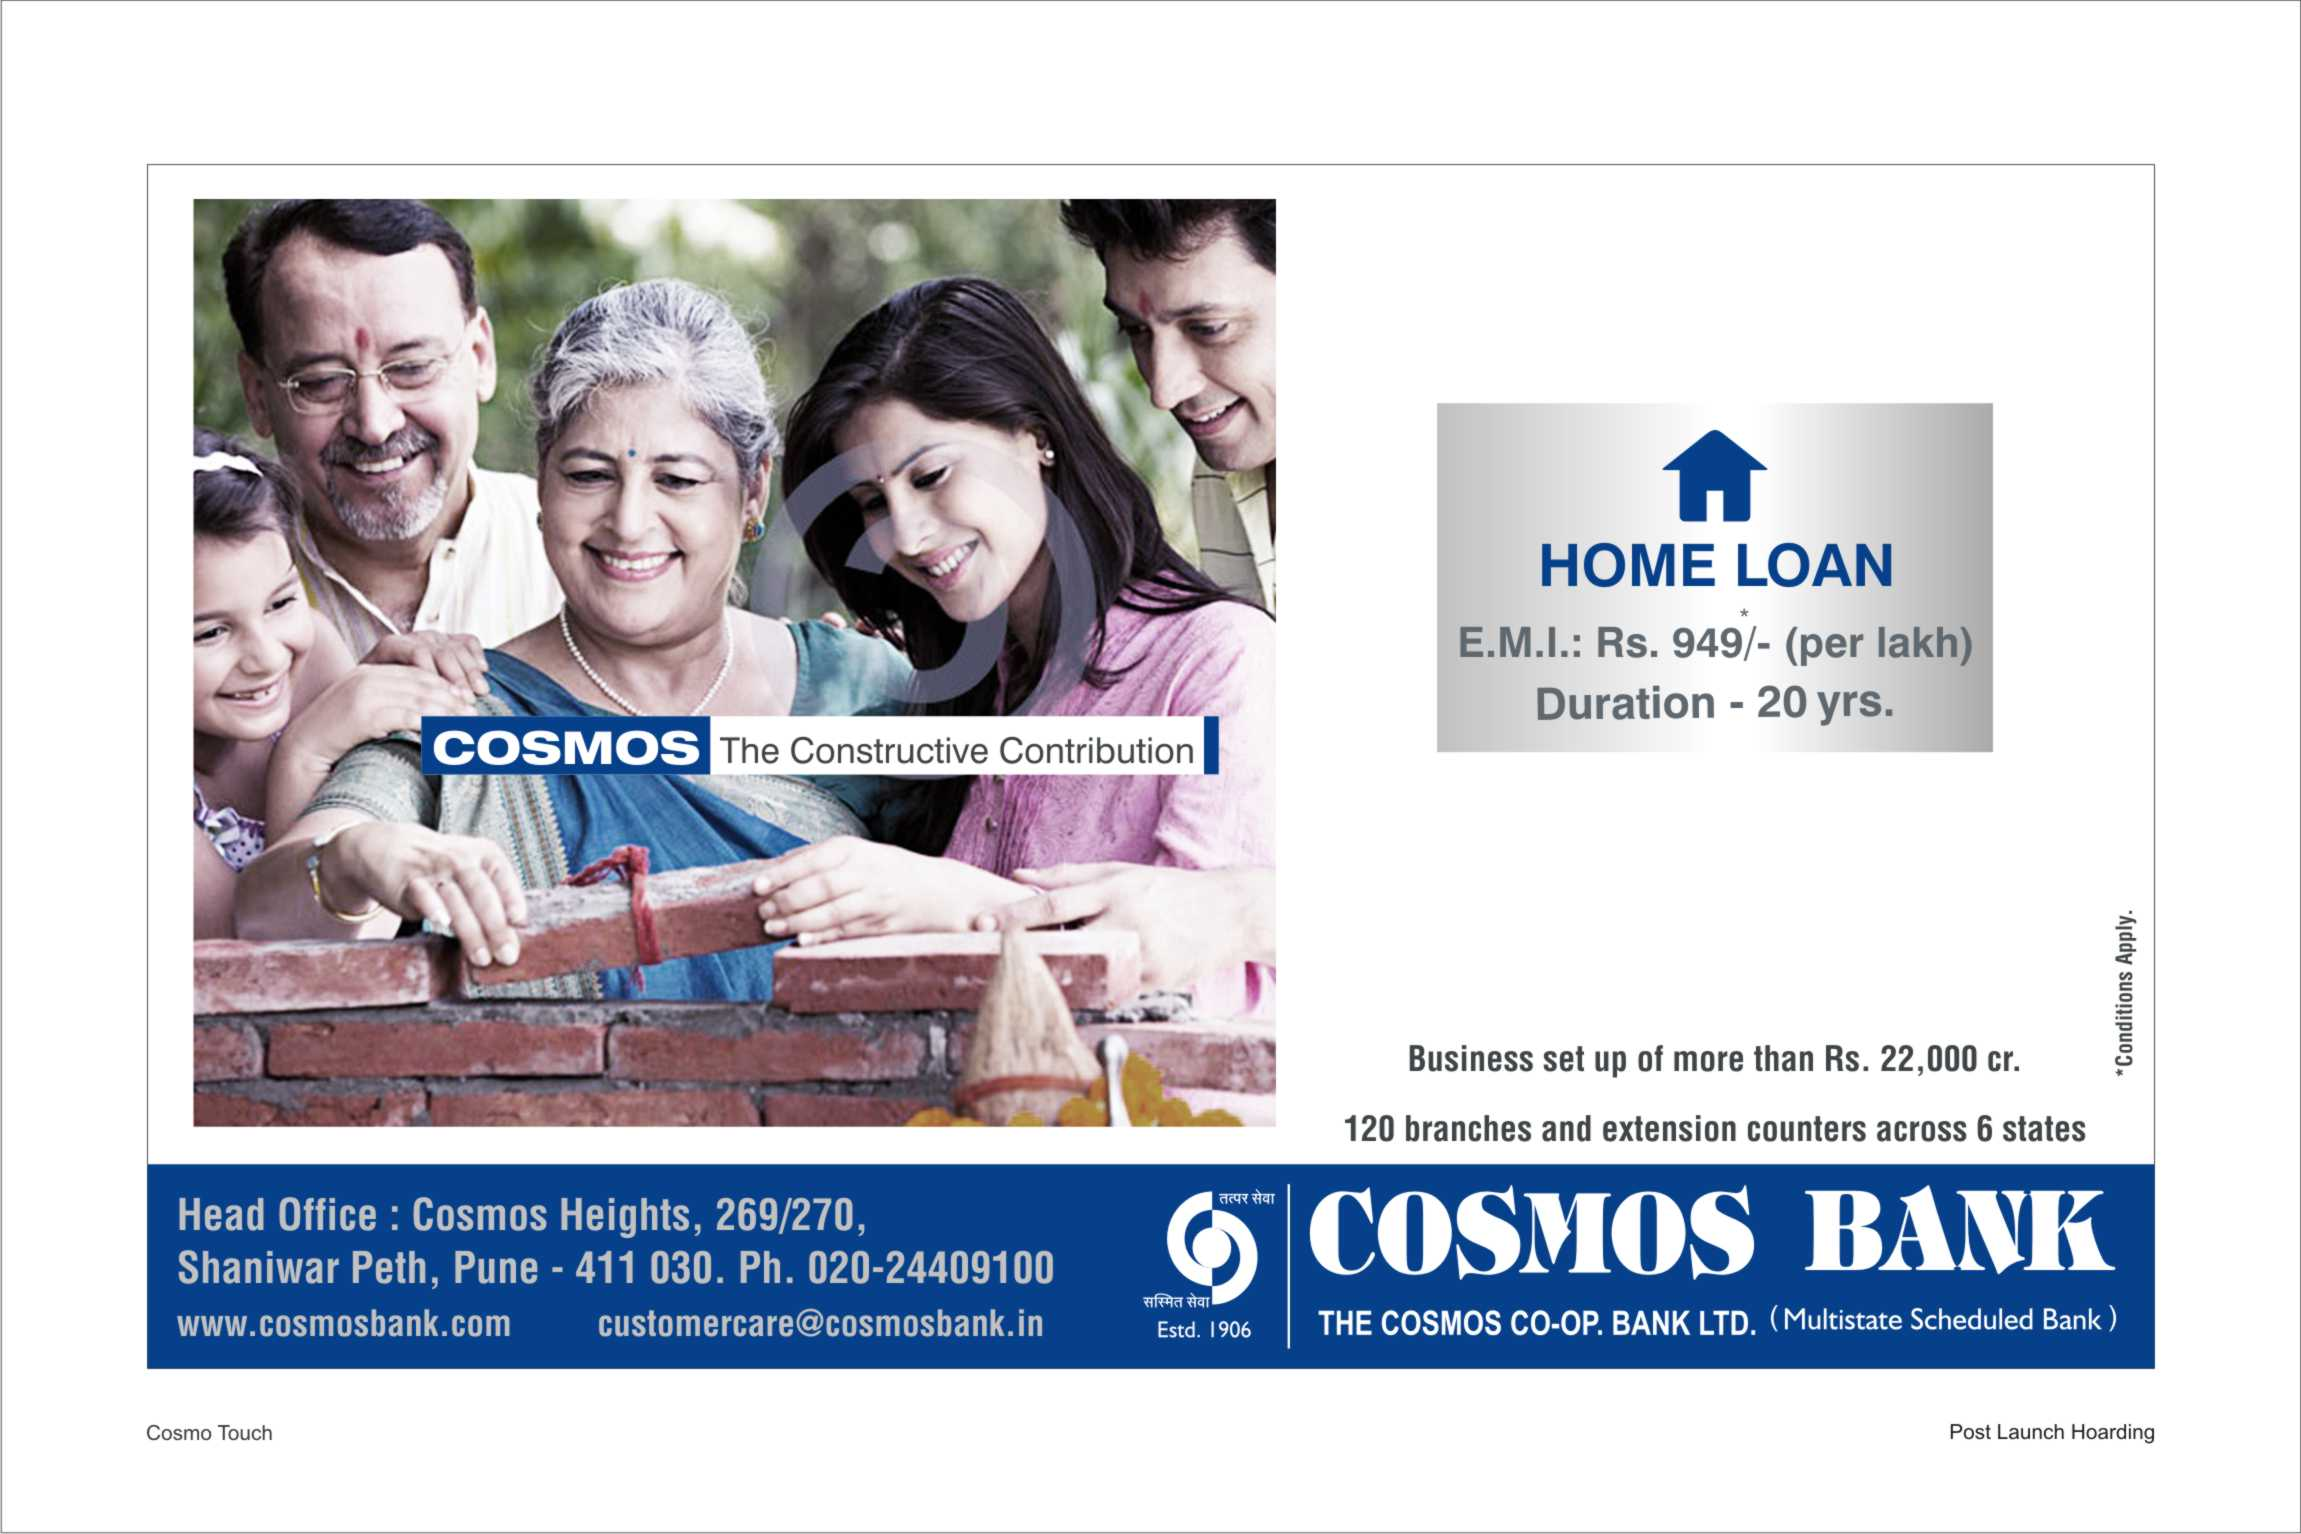 COSMOS The Constructive Contribution
HOME LOAN
E.M.I.: Rs. 949*/- (per lakh)
Duration - 20 yrs.
*Conditions Apply.
Business set up of more than Rs. 22,000 cr.
120 branches and extension counters across 6 states
Head Office : Cosmos Heights, 269/270,
Shaniwar Peth, Pune - 411 030. Ph. 020-24409100
www.cosmosbank.com customercare@cosmosbank.in
तत्पर सेवा
सस्मित सेवा
Estd. 1906
COSMOS BANK
THE COSMOS CO-OP. BANK LTD. (Multistate Scheduled Bank)
Cosmo Touch
Post Launch Hoarding